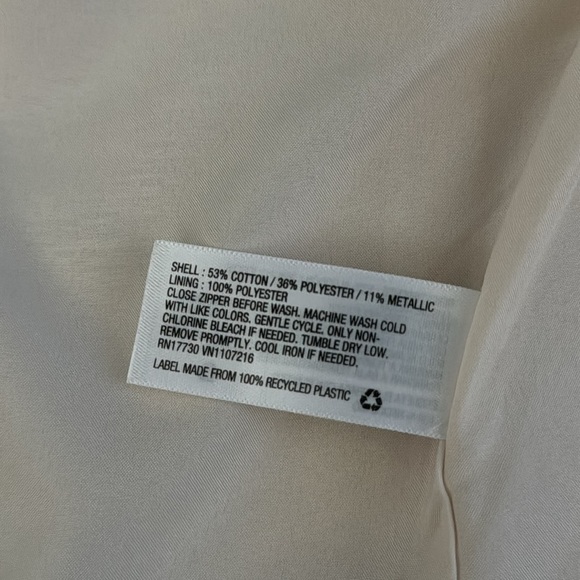 SHELL : 53% COTTON / 36% POLYESTER / 11% METALLIC
LINING : 100% POLYESTER
CLOSE ZIPPER BEFORE WASH. MACHINE WASH COLD
WITH LIKE COLORS. GENTLE CYCLE. ONLY NON-
CHLORINE BLEACH IF NEEDED. TUMBLE DRY LOW.
REMOVE PROMPTLY. COOL IRON IF NEEDED.
RN17730 VN1107216
LABEL MADE FROM 100% RECYCLED PLASTIC